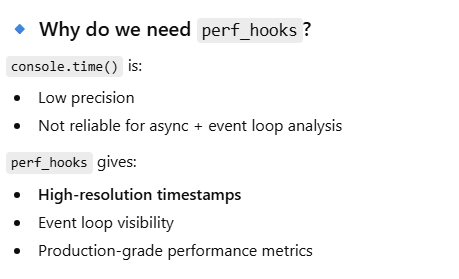 Why do we need perf_hooks?
console.time() is:
• Low precision
• Not reliable for async + event loop analysis
perf_hooks gives:
• High-resolution timestamps
• Event loop visibility
• Production-grade performance metrics